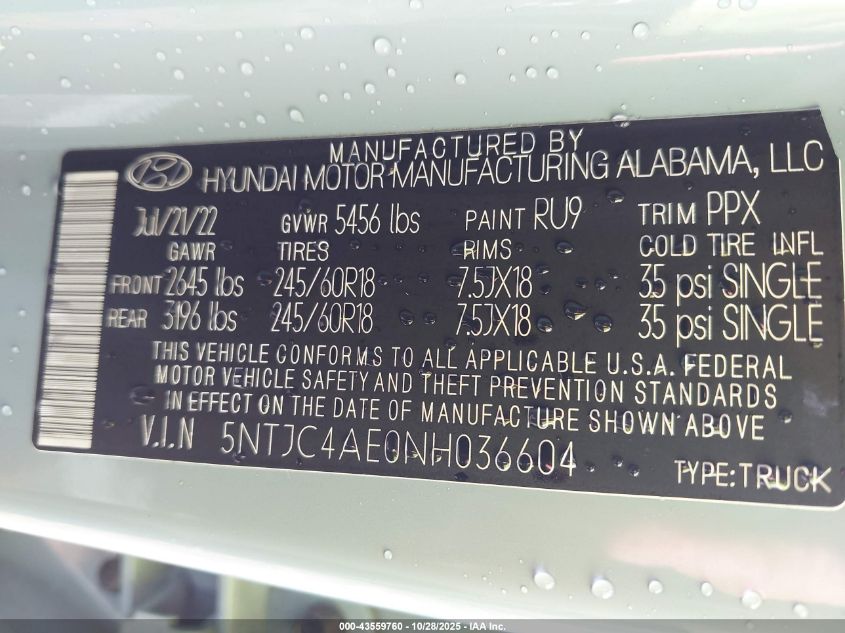 MANUFACTURED BY
HYUNDAI MOTOR MANUFACTURING ALABAMA, LLC
Jul/21/22 GVWR 5456 lbs PAINT RU9 TRIM PPX
GAWR TIRES RIMS COLD TIRE INFL
FRONT 2645 lbs 245/60R18 7.5JX18 35 psi SINGLE
REAR 3196 lbs 245/60R18 7.5JX18 35 psi SINGLE
THIS VEHICLE CONFORMS TO ALL APPLICABLE U.S.A. FEDERAL
MOTOR VEHICLE SAFETY AND THEFT PREVENTION STANDARDS
IN EFFECT ON THE DATE OF MANUFACTURE SHOWN ABOVE
V.I.N 5NTJC4AE0NH036604 TYPE:TRUCK
000-43559760 - 10/28/2025 - IAA Inc.